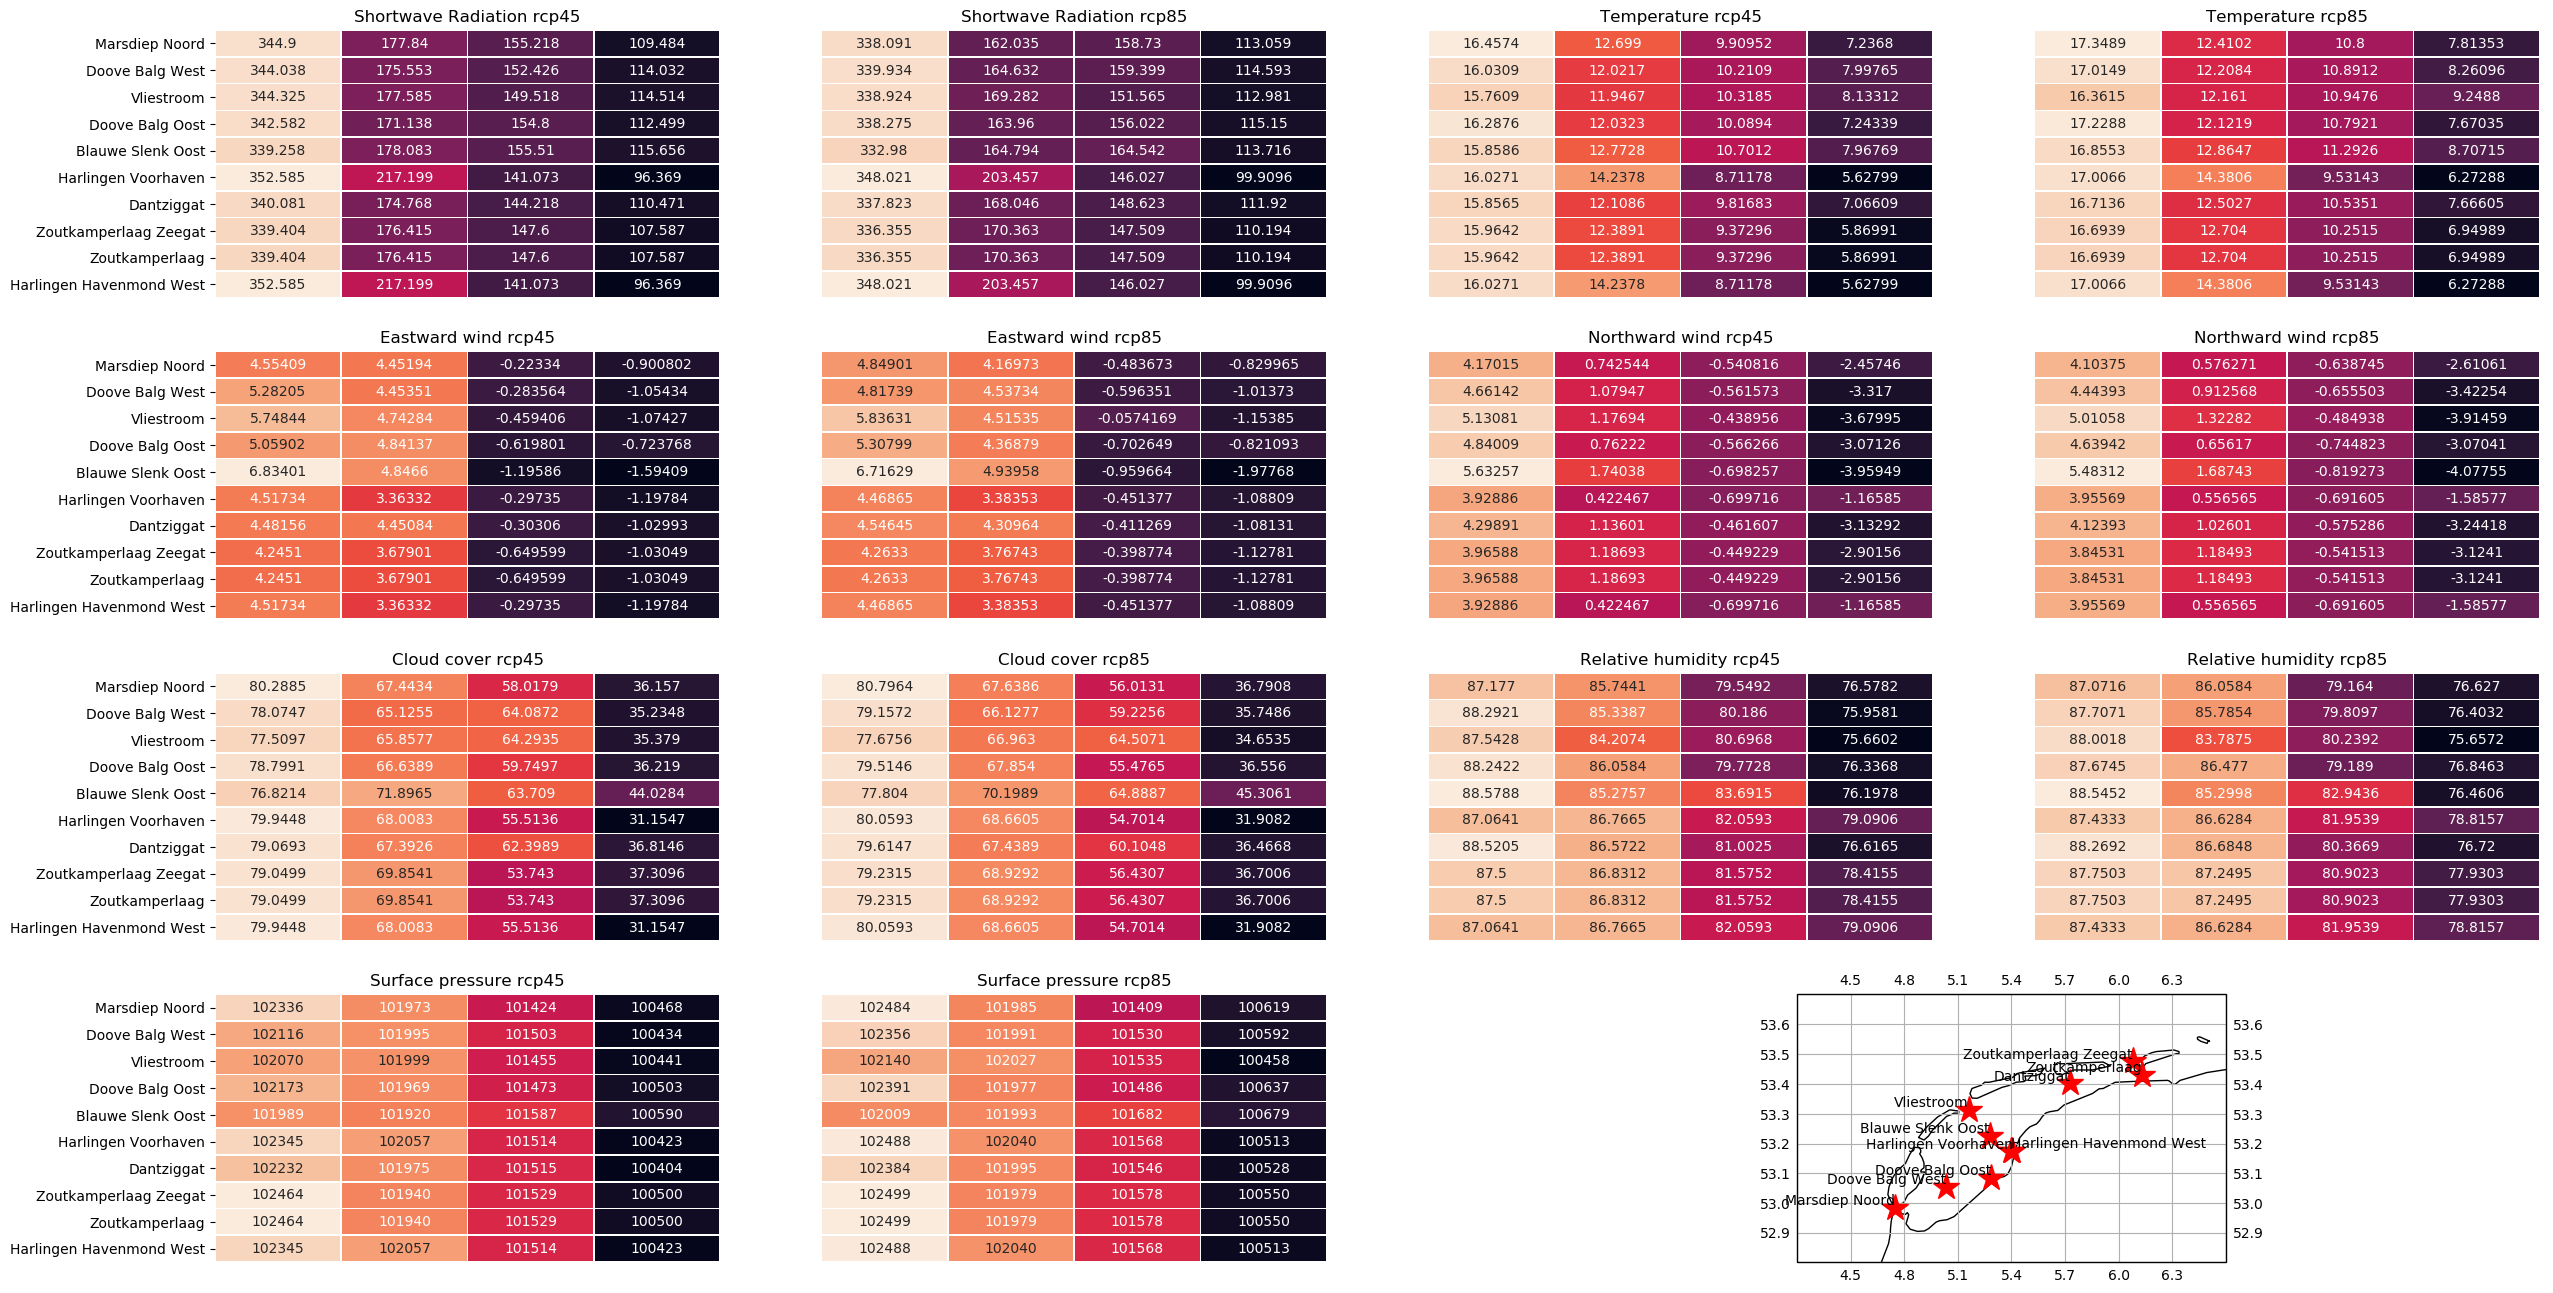 Shortwave Radiation rcp45 Shortwave Radiation rcp85 Temperature rcp45 Temperature rcp85
Marsdiep Noord 344.9 177.84 155.218 109.484 338.091 162.035 158.73 113.059 16.4574 12.699 9.90952 7.2368 17.3489 12.4102 10.8 7.81353
Doove Balg West 344.038 175.553 152.426 114.032 339.934 164.632 159.399 114.593 16.0309 12.0217 10.2109 7.99765 17.0149 12.2084 10.8912 8.26096
Vliestroom 344.325 177.585 149.518 114.514 338.924 169.282 151.565 112.981 15.7609 11.9467 10.3185 8.13312 16.3615 12.161 10.9476 9.2488
Doove Balg Oost 342.582 171.138 154.8 112.499 338.275 163.96 156.022 115.15 16.2876 12.0323 10.0894 7.24339 17.2288 12.1219 10.7921 7.67035
Blauwe Slenk Oost 339.258 178.083 155.51 115.656 332.98 164.794 164.542 113.716 15.8586 12.7728 10.7012 7.96769 16.8553 12.8647 11.2926 8.70715
Harlingen Voorhaven 352.585 217.199 141.073 96.369 348.021 203.457 146.027 99.9096 16.0271 14.2378 8.71178 5.62799 17.0066 14.3806 9.53143 6.27288
Dantziggat 340.081 174.768 144.218 110.471 337.823 168.046 148.623 111.92 15.8565 12.1086 9.81683 7.06609 16.7136 12.5027 10.5351 7.66605
Zoutkamperlaag Zeegat 339.404 176.415 147.6 107.587 336.355 170.363 147.509 110.194 15.9642 12.3891 9.37296 5.86991 16.6939 12.704 10.2515 6.94989
Zoutkamperlaag 339.404 176.415 147.6 107.587 336.355 170.363 147.509 110.194 15.9642 12.3891 9.37296 5.86991 16.6939 12.704 10.2515 6.94989
Harlingen Havenmond West 352.585 217.199 141.073 96.369 348.021 203.457 146.027 99.9096 16.0271 14.2378 8.71178 5.62799 17.0066 14.3806 9.53143 6.27288
Eastward wind rcp45 Eastward wind rcp85 Northward wind rcp45 Northward wind rcp85
Marsdiep Noord 4.55409 4.45194 -0.22334 -0.900802 4.84901 4.16973 -0.483673 -0.829965 4.17015 0.742544 -0.540816 -2.45746 4.10375 0.576271 -0.638745 -2.61061
Doove Balg West 5.28205 4.45351 -0.283564 -1.05434 4.81739 4.53734 -0.596351 -1.01373 4.66142 1.07947 -0.561573 -3.317 4.44393 0.912568 -0.655503 -3.42254
Vliestroom 5.74844 4.74284 -0.459406 -1.07427 5.83631 4.51535 -0.0574169 -1.15385 5.13081 1.17694 -0.438956 -3.67995 5.01058 1.32282 -0.484938 -3.91459
Doove Balg Oost 5.05902 4.84137 -0.619801 -0.723768 5.30799 4.36879 -0.702649 -0.821093 4.84009 0.76222 -0.566266 -3.07126 4.63942 0.65617 -0.744823 -3.07041
Blauwe Slenk Oost 6.83401 4.8466 -1.19586 -1.59409 6.71629 4.93958 -0.959664 -1.97768 5.63257 1.74038 -0.698257 -3.95949 5.48312 1.68743 -0.819273 -4.07755
Harlingen Voorhaven 4.51734 3.36332 -0.29735 -1.19784 4.46865 3.38353 -0.451377 -1.08809 3.92886 0.422467 -0.699716 -1.16585 3.95569 0.556565 -0.691605 -1.58577
Dantziggat 4.48156 4.45084 -0.30306 -1.02993 4.54645 4.30964 -0.411269 -1.08131 4.29891 1.13601 -0.461607 -3.13292 4.12393 1.02601 -0.575286 -3.24418
Zoutkamperlaag Zeegat 4.2451 3.67901 -0.649599 -1.03049 4.2633 3.76743 -0.398774 -1.12781 3.96588 1.18693 -0.449229 -2.90156 3.84531 1.18493 -0.541513 -3.1241
Zoutkamperlaag 4.2451 3.67901 -0.649599 -1.03049 4.2633 3.76743 -0.398774 -1.12781 3.96588 1.18693 -0.449229 -2.90156 3.84531 1.18493 -0.541513 -3.1241
Harlingen Havenmond West 4.51734 3.36332 -0.29735 -1.19784 4.46865 3.38353 -0.451377 -1.08809 3.92886 0.422467 -0.699716 -1.16585 3.95569 0.556565 -0.691605 -1.58577
Cloud cover rcp45 Cloud cover rcp85 Relative humidity rcp45 Relative humidity rcp85
Marsdiep Noord 80.2885 67.4434 58.0179 36.157 80.7964 67.6386 56.0131 36.7908 87.177 85.7441 79.5492 76.5782 87.0716 86.0584 79.164 76.627
Doove Balg West 78.0747 65.1255 64.0872 35.2348 79.1572 66.1277 59.2256 35.7486 88.2921 85.3387 80.186 75.9581 87.7071 85.7854 79.8097 76.4032
Vliestroom 77.5097 65.8577 64.2935 35.379 77.6756 66.963 64.5071 34.6535 87.5428 84.2074 80.6968 75.6602 88.0018 83.7875 80.2392 75.6572
Doove Balg Oost 78.7991 66.6389 59.7497 36.219 79.5146 67.854 55.4765 36.556 88.2422 86.0584 79.7728 76.3368 87.6745 86.477 79.189 76.8463
Blauwe Slenk Oost 76.8214 71.8965 63.709 44.0284 77.804 70.1989 64.8887 45.3061 88.5788 85.2757 83.6915 76.1978 88.5452 85.2998 82.9436 76.4606
Harlingen Voorhaven 79.9448 68.0083 55.5136 31.1547 80.0593 68.6605 54.7014 31.9082 87.0641 86.7665 82.0593 79.0906 87.4333 86.6284 81.9539 78.8157
Dantziggat 79.0693 67.3926 62.3989 36.8146 79.6147 67.4389 60.1048 36.4668 88.5205 86.5722 81.0025 76.6165 88.2692 86.6848 80.3669 76.72
Zoutkamperlaag Zeegat 79.0499 69.8541 53.743 37.3096 79.2315 68.9292 56.4307 36.7006 87.5 86.8312 81.5752 78.4155 87.7503 87.2495 80.9023 77.9303
Zoutkamperlaag 79.0499 69.8541 53.743 37.3096 79.2315 68.9292 56.4307 36.7006 87.5 86.8312 81.5752 78.4155 87.7503 87.2495 80.9023 77.9303
Harlingen Havenmond West 79.9448 68.0083 55.5136 31.1547 80.0593 68.6605 54.7014 31.9082 87.0641 86.7665 82.0593 79.0906 87.4333 86.6284 81.9539 78.8157
Surface pressure rcp45 Surface pressure rcp85
Marsdiep Noord 102336 101973 101424 100468 102484 101985 101409 100619
Doove Balg West 102116 101995 101503 100434 102356 101991 101530 100592
Vliestroom 102070 101999 101455 100441 102140 102027 101535 100458
Doove Balg Oost 102173 101969 101473 100503 102391 101977 101486 100637
Blauwe Slenk Oost 101989 101920 101587 100590 102009 101993 101682 100679
Harlingen Voorhaven 102345 102057 101514 100423 102488 102040 101568 100513
Dantziggat 102232 101975 101515 100404 102384 101995 101546 100528
Zoutkamperlaag Zeegat 102464 101940 101529 100500 102499 101979 101578 100550
Zoutkamperlaag 102464 101940 101529 100500 102499 101979 101578 100550
Harlingen Havenmond West 102345 102057 101514 100423 102488 102040 101568 100513
4.5 4.8 5.1 5.4 5.7 6.0 6.3
53.6 53.6
53.5 Zoutkamperlaag Zeegat 53.5
Zoutkamperlaag
53.4 Dantziggat 53.4
53.3 Vliestroom 53.3
Blauwe Slenk Oost
53.2 Harlingen Voorhaven Harlingen Havenmond West 53.2
53.1 Doove Balg Oost 53.1
Doove Balg West
53.0 Marsdiep Noord 53.0
52.9 52.9
4.5 4.8 5.1 5.4 5.7 6.0 6.3